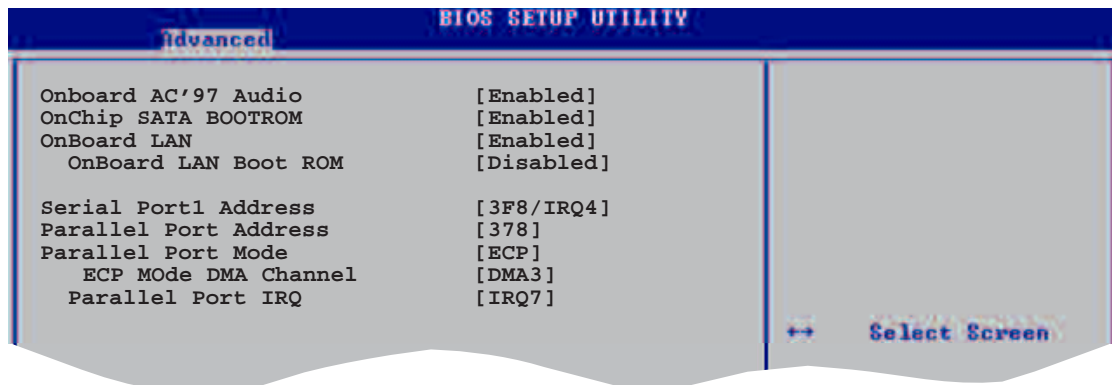 BIOS SETUP UTILITY
Advanced
Onboard AC’97 Audio [Enabled]
OnChip SATA BOOTROM [Enabled]
OnBoard LAN [Enabled]
OnBoard LAN Boot ROM [Disabled]
Serial Port1 Address [3F8/IRQ4]
Parallel Port Address [378]
Parallel Port Mode [ECP]
ECP MOde DMA Channel [DMA3]
Parallel Port IRQ [IRQ7]
↔ Select Screen